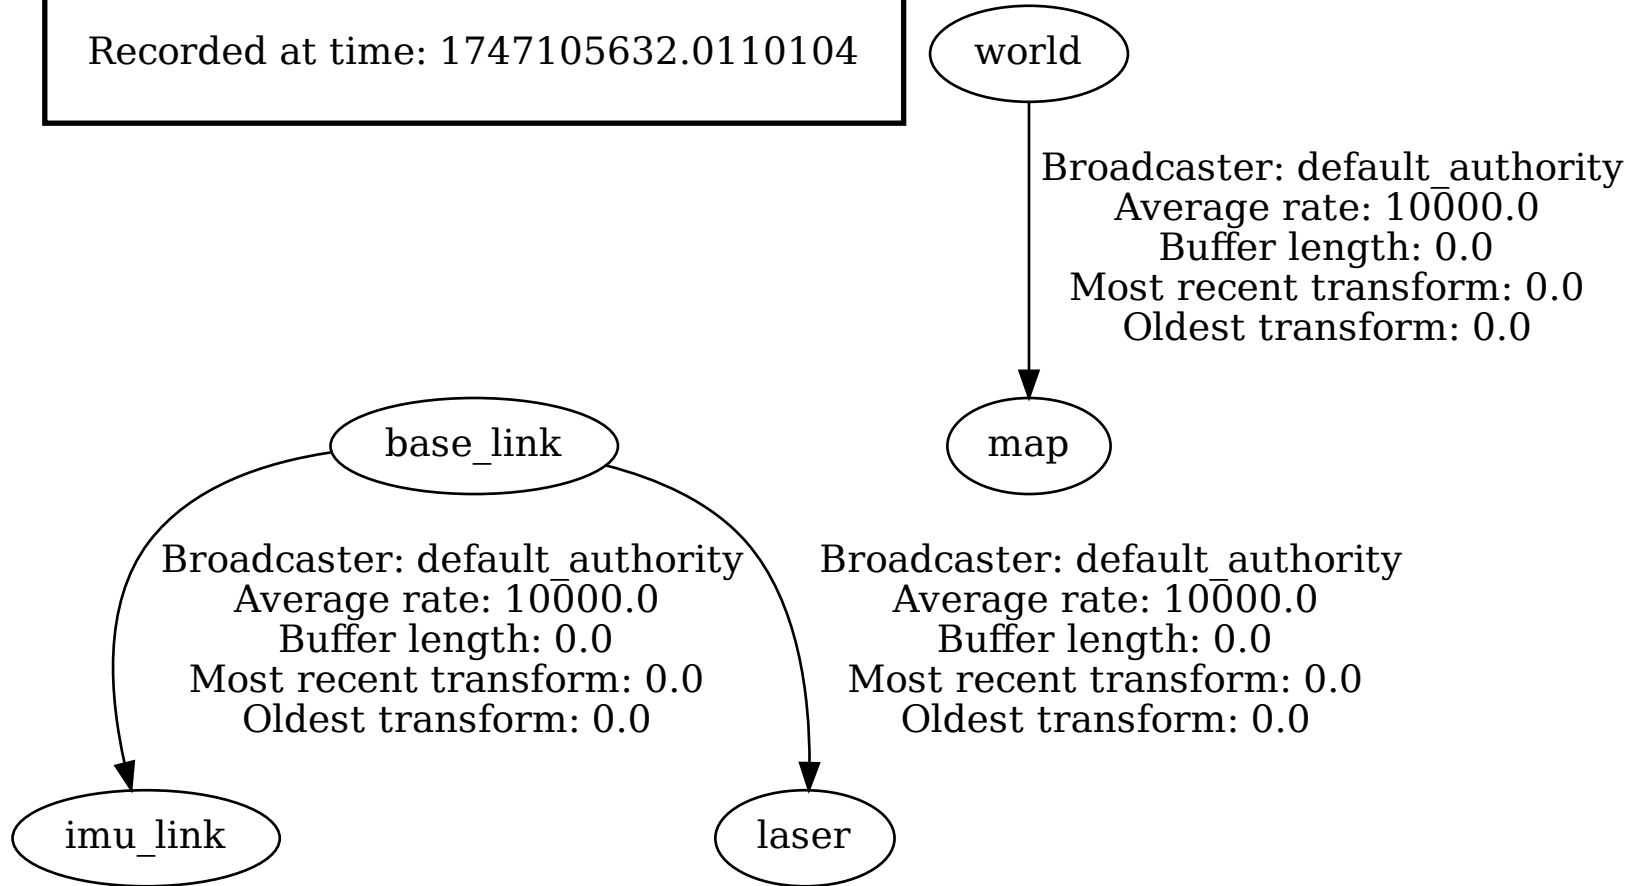 Recorded at time: 1747105632.0110104
world
Broadcaster: default_authority
Average rate: 10000.0
Buffer length: 0.0
Most recent transform: 0.0
Oldest transform: 0.0
base_link
map
Broadcaster: default_authority
Average rate: 10000.0
Buffer length: 0.0
Most recent transform: 0.0
Oldest transform: 0.0
Broadcaster: default_authority
Average rate: 10000.0
Buffer length: 0.0
Most recent transform: 0.0
Oldest transform: 0.0
imu_link
laser